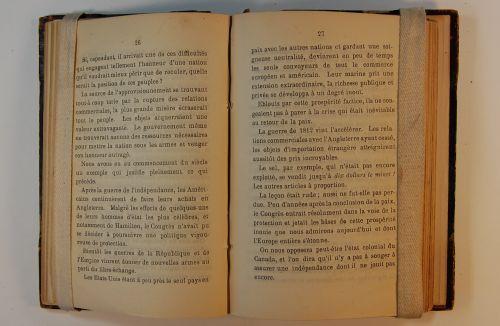 26
Si, cependant, il arrivait une de ces difficultés
qui engagent tellement l'honneur d'une nation
qu'il vaudrait mieux périr que de reculer, quelle
serait la position de ces peuples?
La source de l'approvisionnement se trouvant
tout-à-coup tarie par la rupture des relations
commerciales, la plus grande misère écraserait
tout le peuple. Les objets acquerraient une
valeur extravagante. Le gouvernement même
ne trouverait aucune des ressources nécessaires
pour mettre la nation sous les armes et venger
son honneur outragé.
Nous avons eu au commencement du siècle
un exemple qui justifie pleinement ce qui
précède.
Après la guerre de l'indépendance, les Améri-
cains continuèrent de faire leurs achats en
Angleterre. Malgré les efforts de quelques-uns
de leurs hommes d'état les plus célèbres, et
notamment de Hamilton, le Congrès n'avait pu
se décider à poursuivre une politique vigou-
reuse de protection.
Bientôt les guerres de la République et de
l'Empire vinrent donner de nouvelles armes au
parti du libre-échange.
Les Etats Unis étant à peu près le seul pays en
27
paix avec les autres nations et gardant une soi-
gneuse neutralité, devinrent en peu de temps
les seuls convoyeurs de tout le commerce
européen et américain. Leur marine prit une
extension extraordinaire, la richesse publique et
privée se développa à un degré inouï.
Eblouis par cette prospérité factice, ils ne son-
geaient pas à parer à la crise qui était inévitable
au retour de la paix.
La guerre de 1812 vint l'accélérer. Les rela-
tions commerciales avec l'Angleterre ayant cessé,
les objets d'importation étrangère atteignirent
aussitôt des prix incroyables.
Le sel, par exemple, qui n'était pas encore
exploité, se vendit jusqu'à dix dollars le minot!
Les autres articles à proportion.
La leçon était rude; aussi ne fut-elle pas per-
due. Peu d'années après la conclusion de la paix,
le Congrès entrait résolument dans la voie de la
protection et jetait les bases de cette prospérité
inouïe que nous admirons aujourd'hui et dont
l'Europe entière s'étonne.
On nous opposera peut-être l'état colonial du
Canada, et l'on dira qu'il n'y a pas à songer à
assurer une indépendance dont il ne jouit pas
encore.